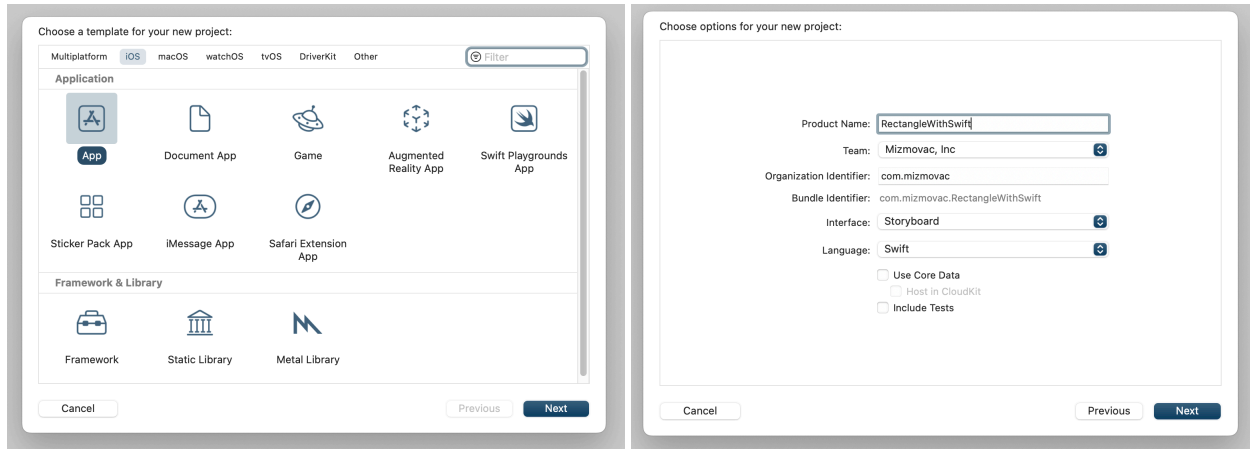 Choose a template for your new project:
Multiplatform iOS macOS watchOS tvOS DriverKit Other Filter
Application
App Document App Game Augmented Reality App Swift Playgrounds App
Sticker Pack App iMessage App Safari Extension App
Framework & Library
Framework Static Library Metal Library
Cancel Previous Next
Choose options for your new project:
Product Name: RectangleWithSwift
Team: Mizmovac, Inc
Organization Identifier: com.mizmovac
Bundle Identifier: com.mizmovac.RectangleWithSwift
Interface: Storyboard
Language: Swift
Use Core Data
Host in CloudKit
Include Tests
Cancel Previous Next